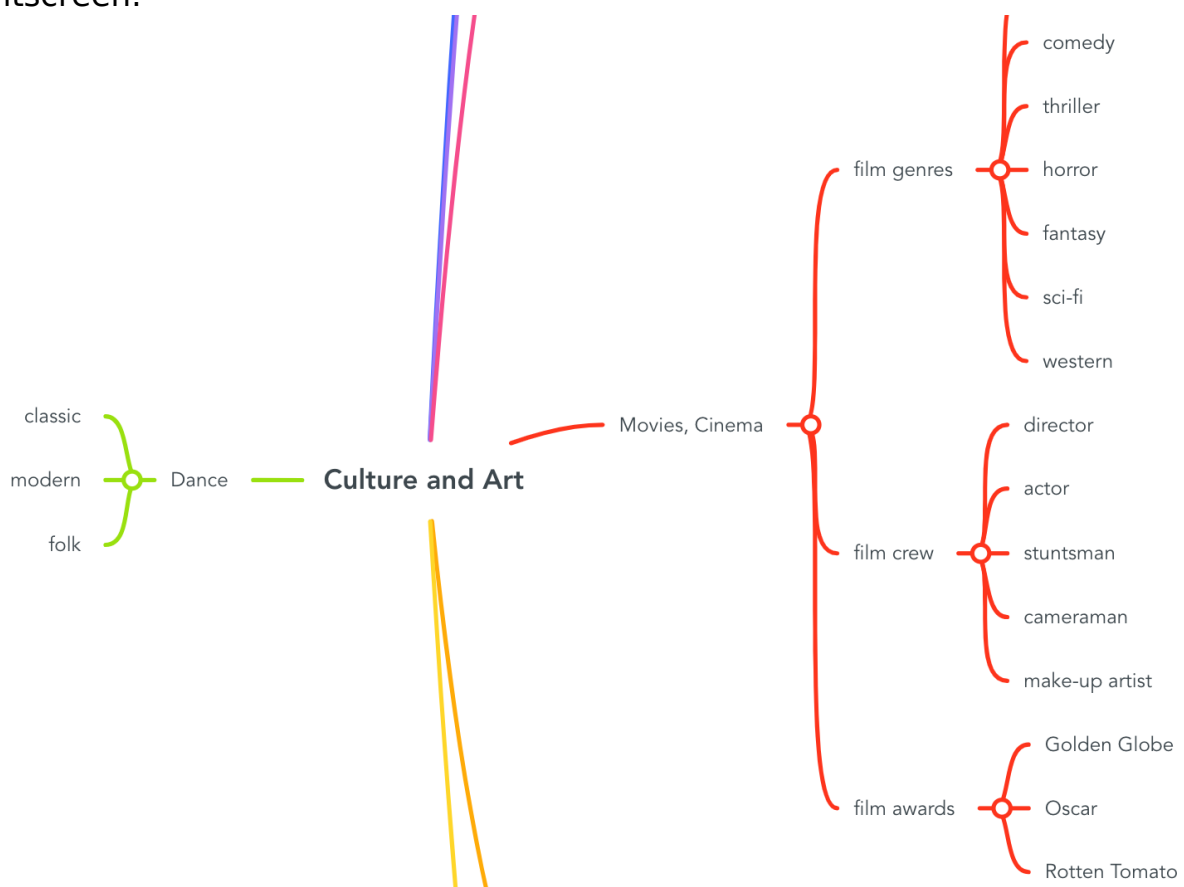 comedy
thriller
film genres
horror
fantasy
sci-fi
western
classic
modern
folk
Dance
Culture and Art
Movies, Cinema
director
actor
film crew
stuntsman
cameraman
make-up artist
Golden Globe
film awards
Oscar
Rotten Tomato